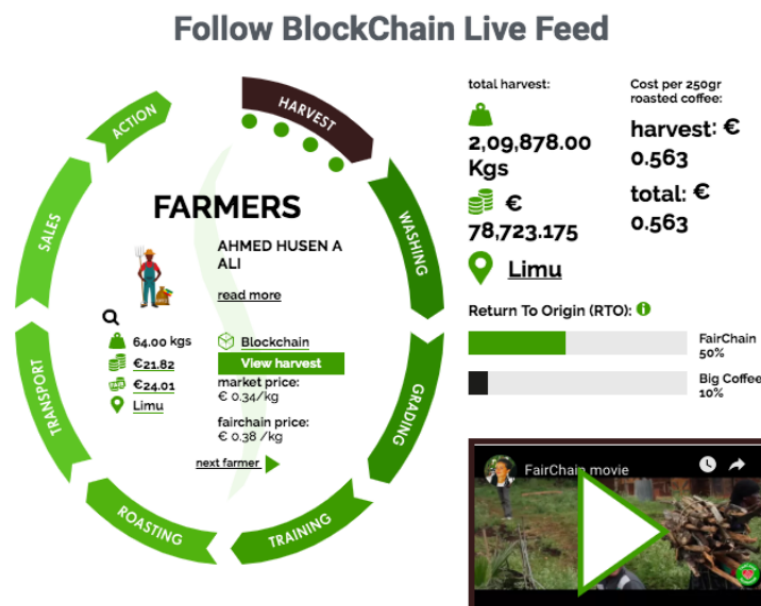 Follow BlockChain Live Feed
HARVEST
WASHING
GRADING
TRAINING
ROASTING
TRANSPORT
SALES
ACTION
FARMERS
AHMED HUSEN A
ALI
read more
64.00 kgs
€21.82
€24.01
Limu
Blockchain
View harvest
market price:
€ 0.34/kg
fairchain price:
€ 0.38 /kg
next farmer
total harvest:
2,09,878.00
Kgs
€
78,723.175
Limu
Cost per 250gr
roasted coffee:
harvest: €
0.563
total: €
0.563
Return To Origin (RTO):
FairChain
50%
Big Coffee
10%
FairChain movie